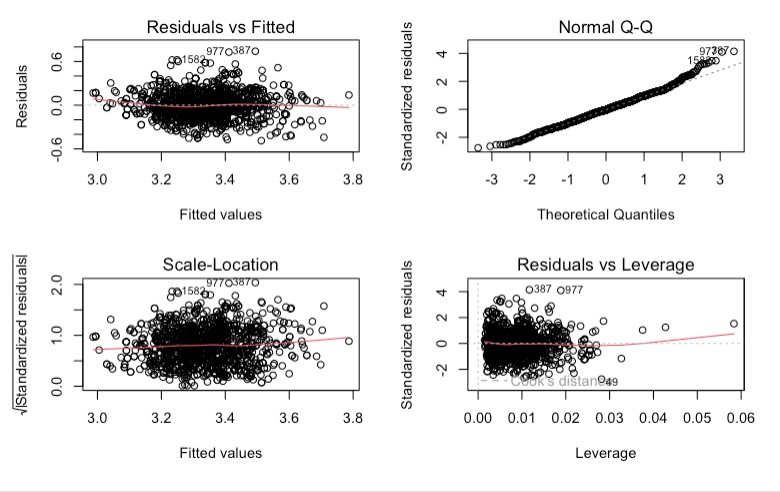 Residuals vs Fitted
Residuals
0.6
0.0
-0.6
977 387
1582
3.0 3.2 3.4 3.6 3.8
Fitted values
Normal Q-Q
Standardized residuals
4
2
0
-2
-3 -2 -1 0 1 2 3
Theoretical Quantiles
Scale-Location
√|Standardized residuals|
2.0
1.0
0.0
977 387
1582
3.0 3.2 3.4 3.6 3.8
Fitted values
Residuals vs Leverage
Standardized residuals
4
2
0
-2
387 977
Cook's distance
0.00 0.01 0.02 0.03 0.04 0.05 0.06
Leverage